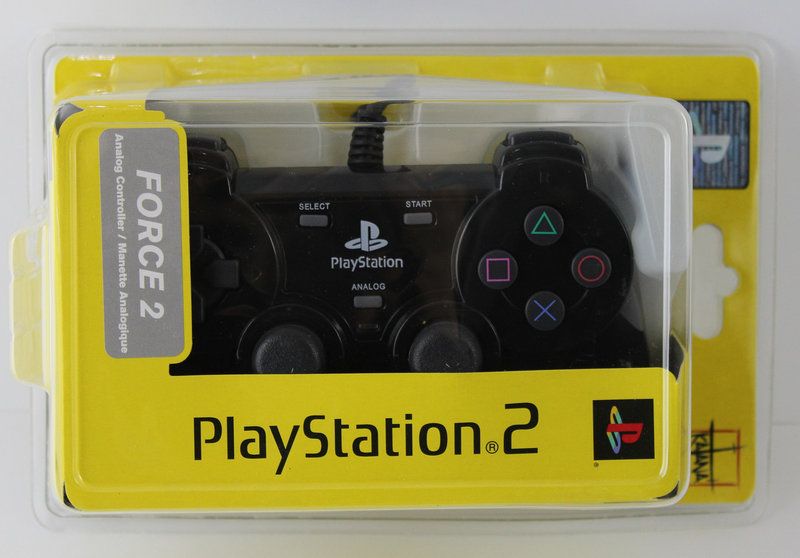 FORCE 2
Analog Controller / Manette Analogique
SELECT
START
PlayStation
ANALOG
R
PlayStation®2
®